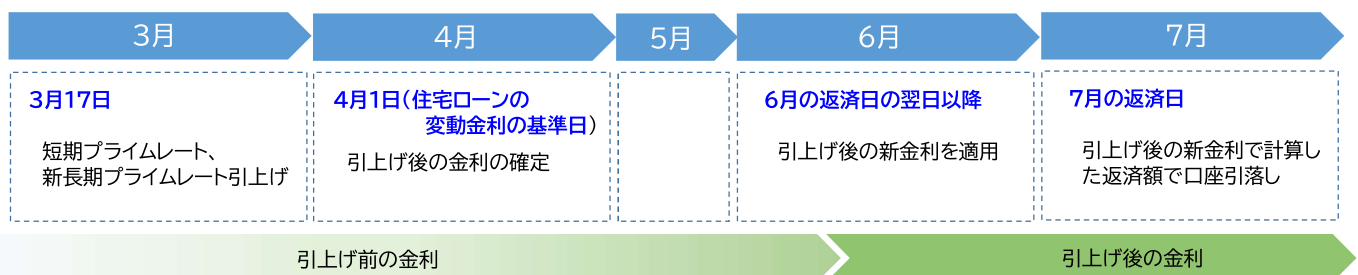 3月
4月
5月
6月
7月
3月17日
短期プライムレート、
新長期プライムレート引上げ
4月1日(住宅ローンの
変動金利の基準日)
引上げ後の金利の確定
6月の返済日の翌日以降
引上げ後の新金利を適用
7月の返済日
引上げ後の新金利で計算し
た返済額で口座引落し
引上げ前の金利
引上げ後の金利